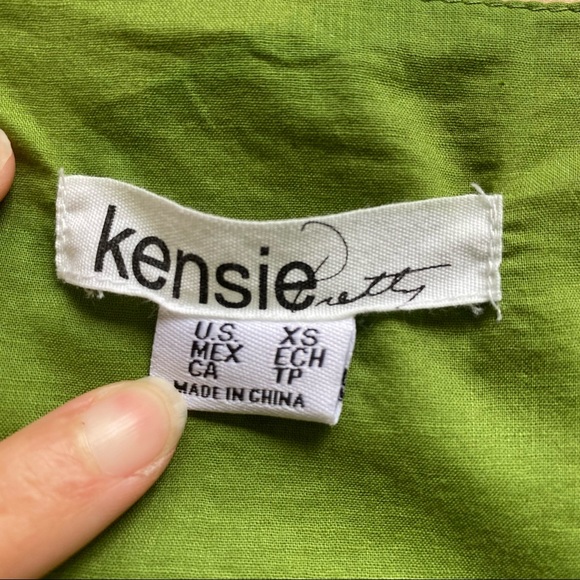 kensie Pretty
U.S. XS
MEX ECH
CA TP
MADE IN CHINA